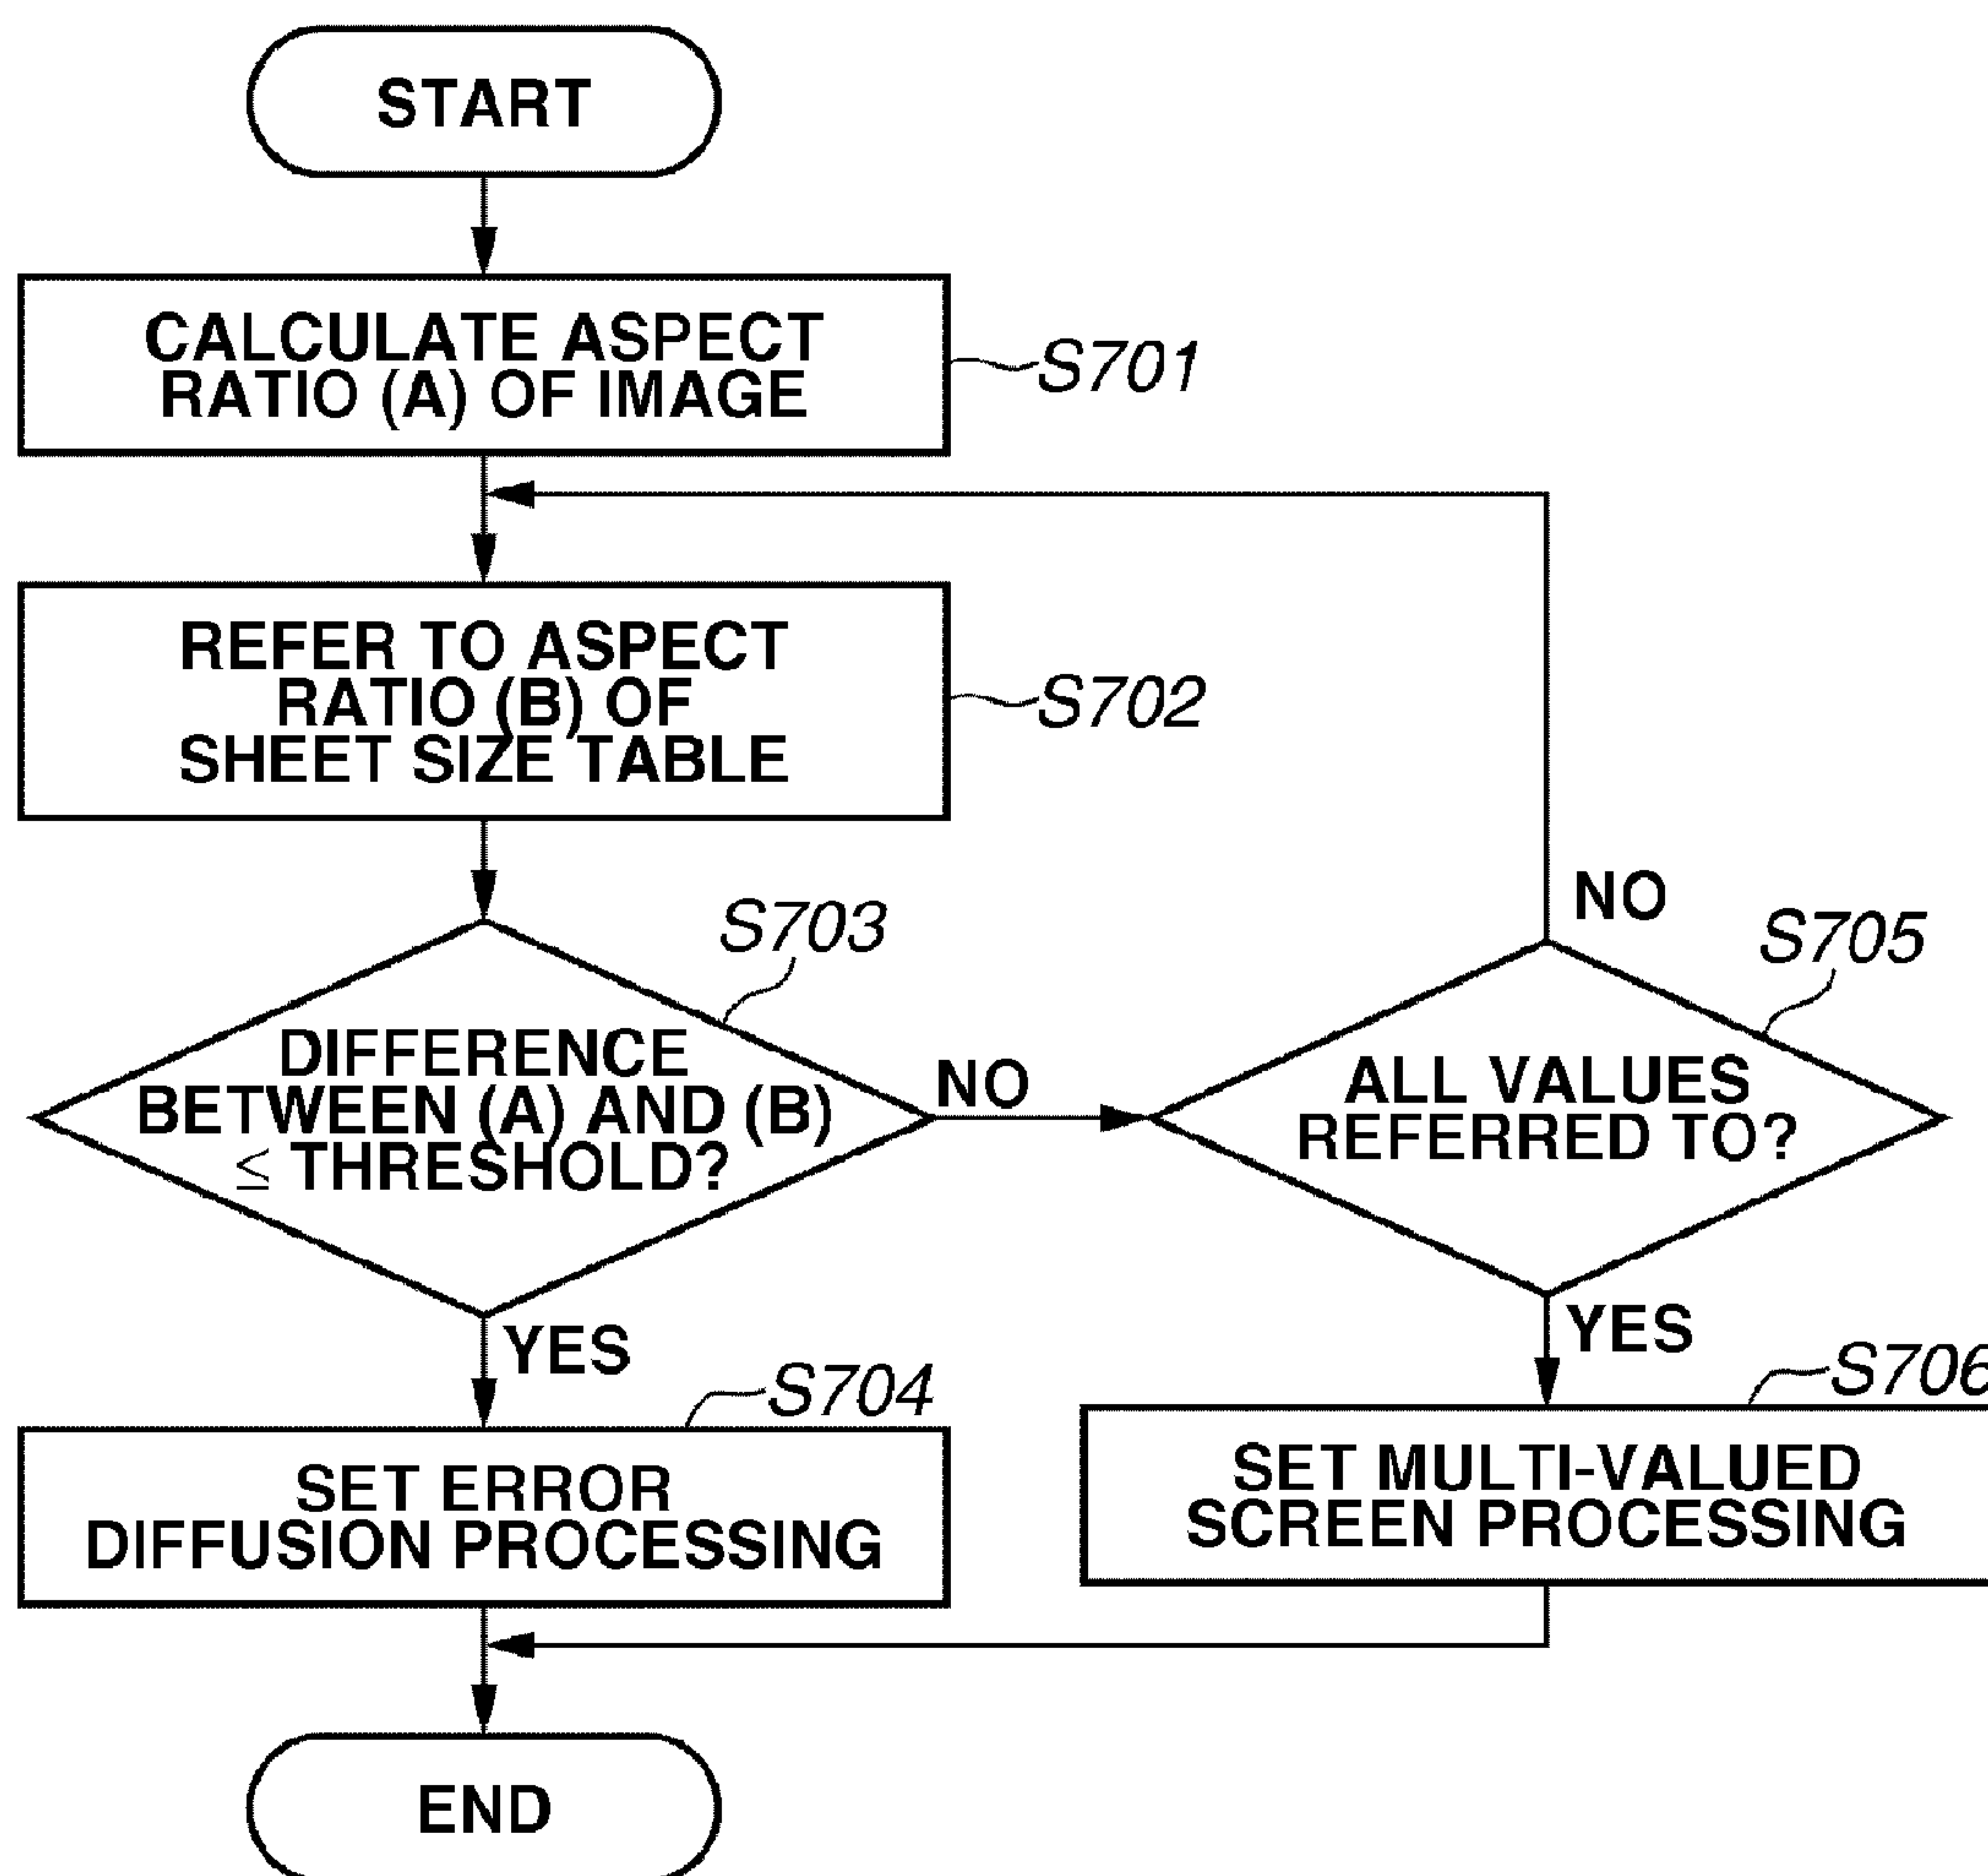 START
CALCULATE ASPECT
RATIO (A) OF IMAGE
S701
REFER TO ASPECT
RATIO (B) OF
SHEET SIZE TABLE
S702
S703
DIFFERENCE
BETWEEN (A) AND (B)
≤ THRESHOLD?
NO
YES
NO
S705
ALL VALUES
REFERRED TO?
YES
S704
SET ERROR
DIFFUSION PROCESSING
S706
SET MULTI-VALUED
SCREEN PROCESSING
END